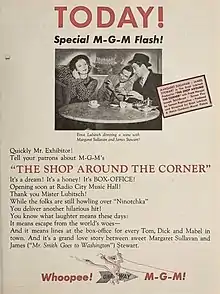 TODAY!
Special M-G-M Flash!
Ernst Lubitsch directing a scene with
Margaret Sullavan and James Stewart!
Quickly Mr. Exhibitor!
Tell your patrons about M-G-M's
"THE SHOP AROUND THE CORNER"
It's a dream! It's a honey! It's BOX-OFFICE!
Opening soon at Radio City Music Hall!
Thank you Mister Lubitsch!
While the folks are still howling over "Ninotchka"
You deliver another hilarious hit!
You know what laughter means these days:
It means escape from the world's woes—
And it means lines at the box-office for every Tom, Dick and Mabel in
town. And it's a grand love story between sweet Margaret Sullavan and
James ("Mr. Smith Goes to Washington") Stewart.
Whoopee!
M-G-M!